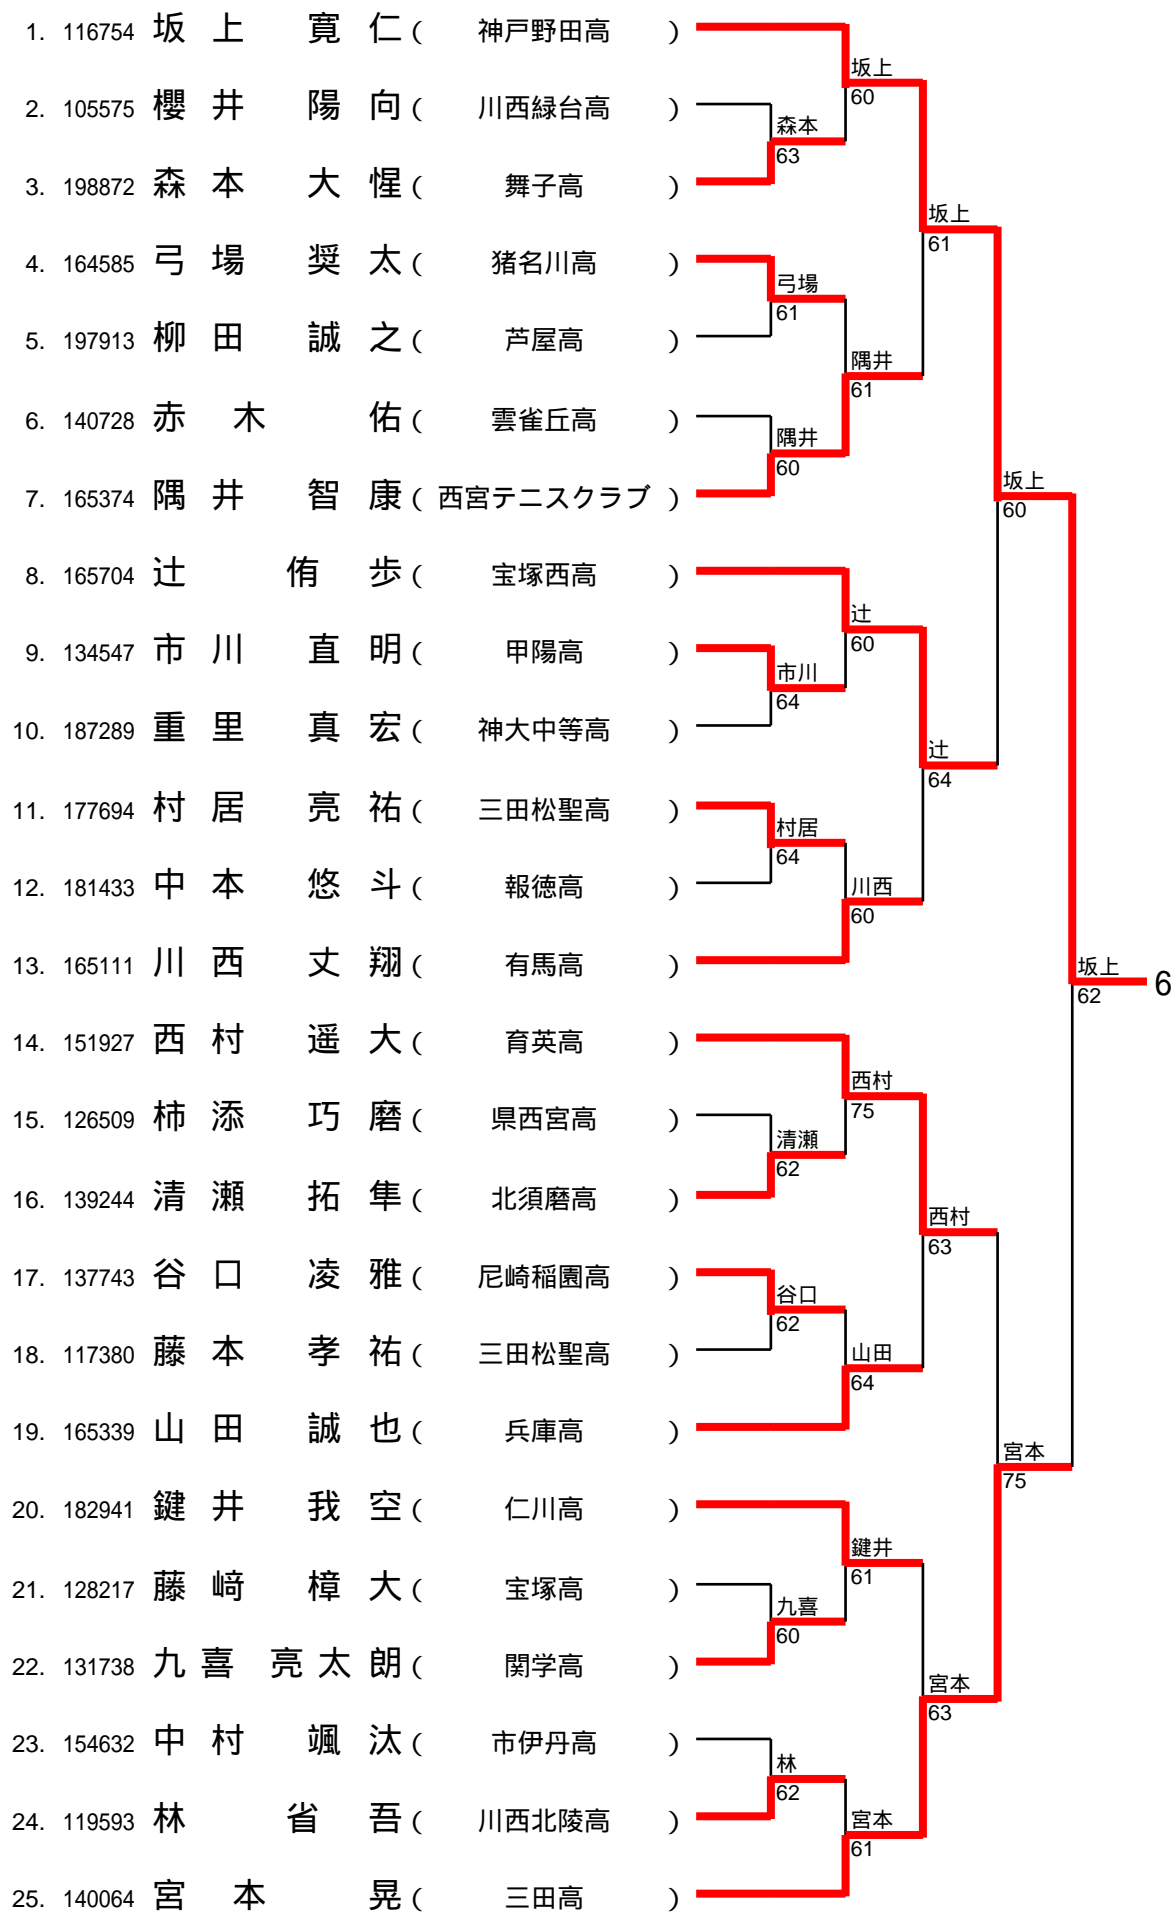 1. 116754 坂上 寛仁 ( 神戸野田高 )
坂上
60
2. 105575 櫻井 陽向 ( 川西緑台高 )
森本
63
3. 198872 森本 大惺 ( 舞子高 )
坂上
61
4. 164585 弓場 奨太 ( 猪名川高 )
弓場
61
5. 197913 柳田 誠之 ( 芦屋高 )
隅井
61
6. 140728 赤木 佑 ( 雲雀丘高 )
隅井
60
7. 165374 隅井 智康 ( 西宮テニスクラブ )
坂上
60
8. 165704 辻 侑歩 ( 宝塚西高 )
辻
60
9. 134547 市川 直明 ( 甲陽高 )
市川
64
10. 187289 重里 真宏 ( 神大中等高 )
辻
64
11. 177694 村居 亮祐 ( 三田松聖高 )
村居
64
12. 181433 中本 悠斗 ( 報徳高 )
川西
60
13. 165111 川西 丈翔 ( 有馬高 )
坂上
62
6
14. 151927 西村 遥大 ( 育英高 )
西村
75
15. 126509 柿添 巧磨 ( 県西宮高 )
清瀬
62
16. 139244 清瀬 拓隼 ( 北須磨高 )
西村
63
17. 137743 谷口 凌雅 ( 尼崎稲園高 )
谷口
62
18. 117380 藤本 孝祐 ( 三田松聖高 )
山田
64
19. 165339 山田 誠也 ( 兵庫高 )
宮本
75
20. 182941 鍵井 我空 ( 仁川高 )
鍵井
61
21. 128217 藤﨑 樟大 ( 宝塚高 )
九喜
60
22. 131738 九喜 亮太朗 ( 関学高 )
宮本
63
23. 154632 中村 颯汰 ( 市伊丹高 )
林
62
24. 119593 林 省吾 ( 川西北陵高 )
宮本
61
25. 140064 宮本 晃 ( 三田高 )